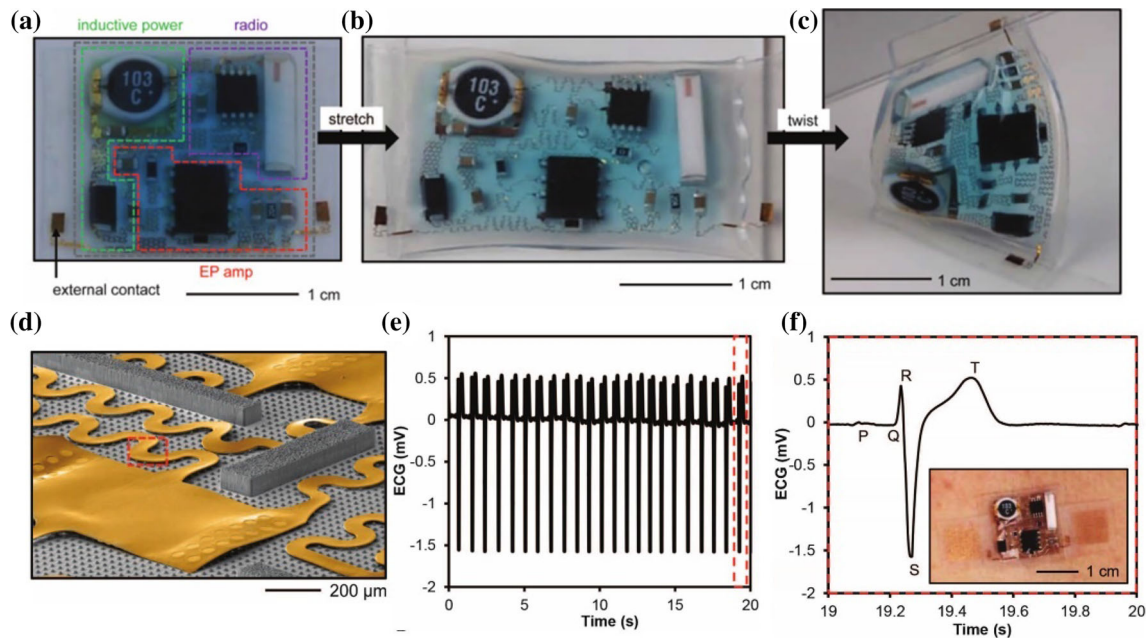 (a)
inductive power
radio
103
C
external contact
EP amp
1 cm
stretch
(b)
103
C
1 cm
twist
(c)
1 cm
(d)
200 µm
(e)
ECG (mV)
1
0.5
0
-0.5
-1
-1.5
-2
0
5
10
15
20
Time (s)
(f)
ECG (mV)
1
0.5
0
-0.5
-1
-1.5
-2
P
Q
R
S
T
103
1 cm
19
19.2
19.4
19.6
19.8
20
Time (s)